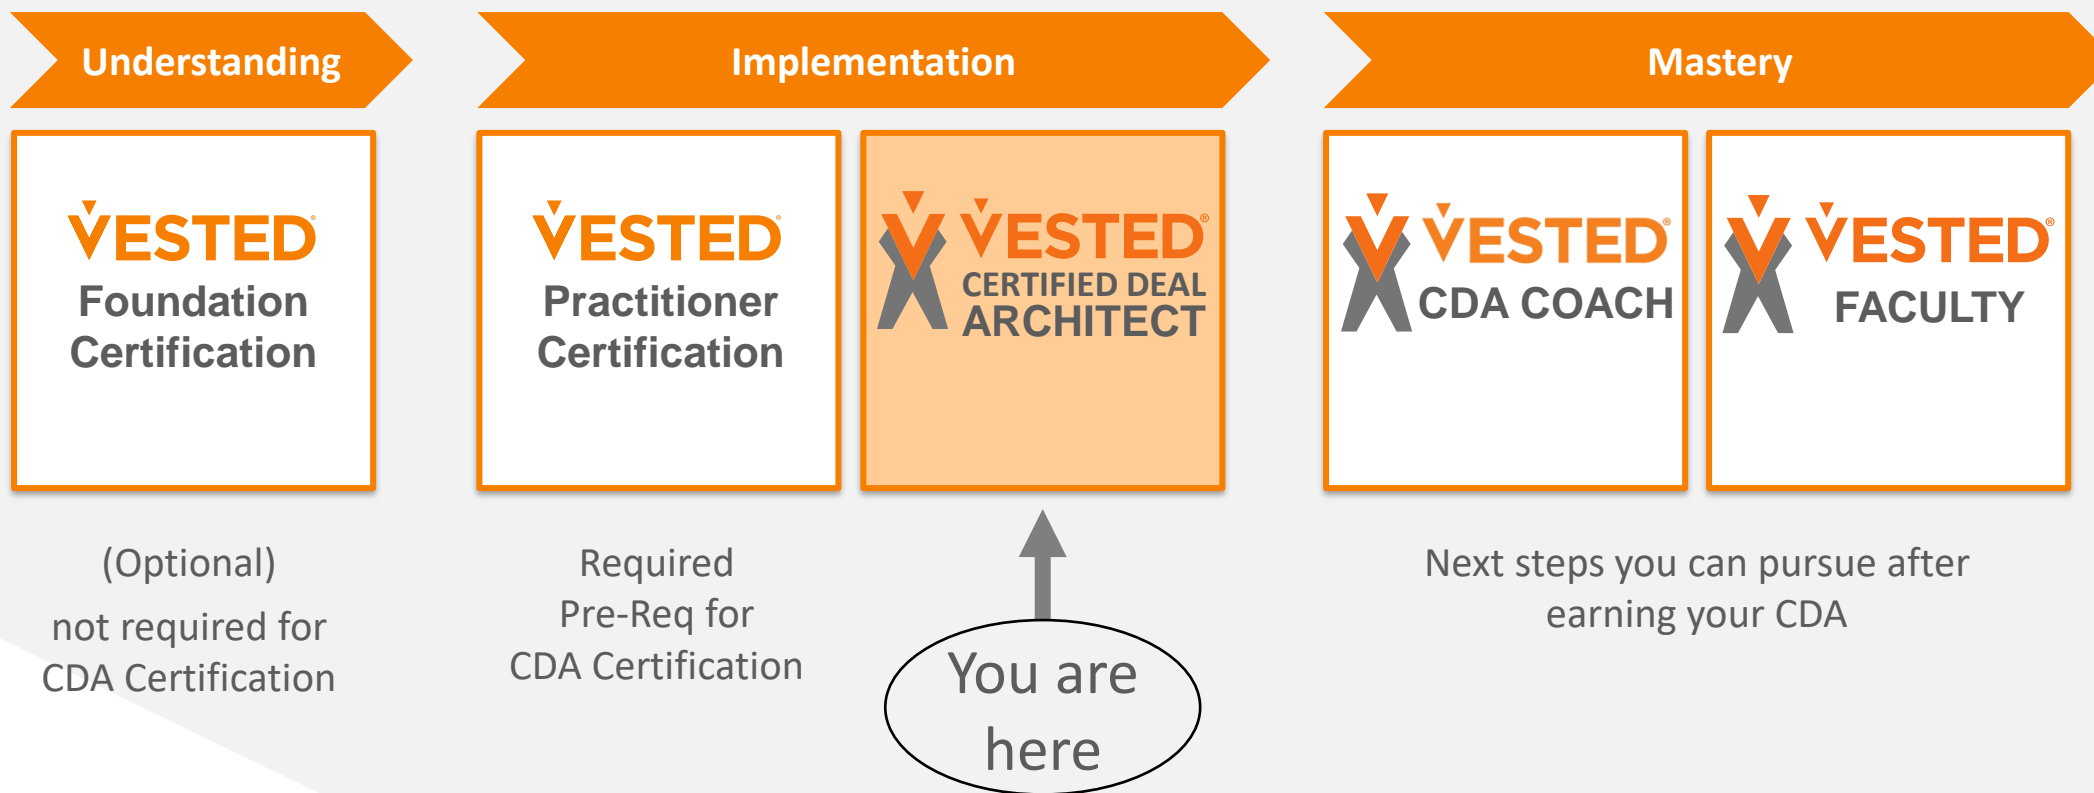 Understanding
Implementation
Mastery
VESTED®
Foundation
Certification
VESTED®
Practitioner
Certification
VESTED®
CERTIFIED DEAL
ARCHITECT
VESTED®
CDA COACH
VESTED®
FACULTY
(Optional)
not required for
CDA Certification
Required
Pre-Req for
CDA Certification
You are
here
Next steps you can pursue after
earning your CDA